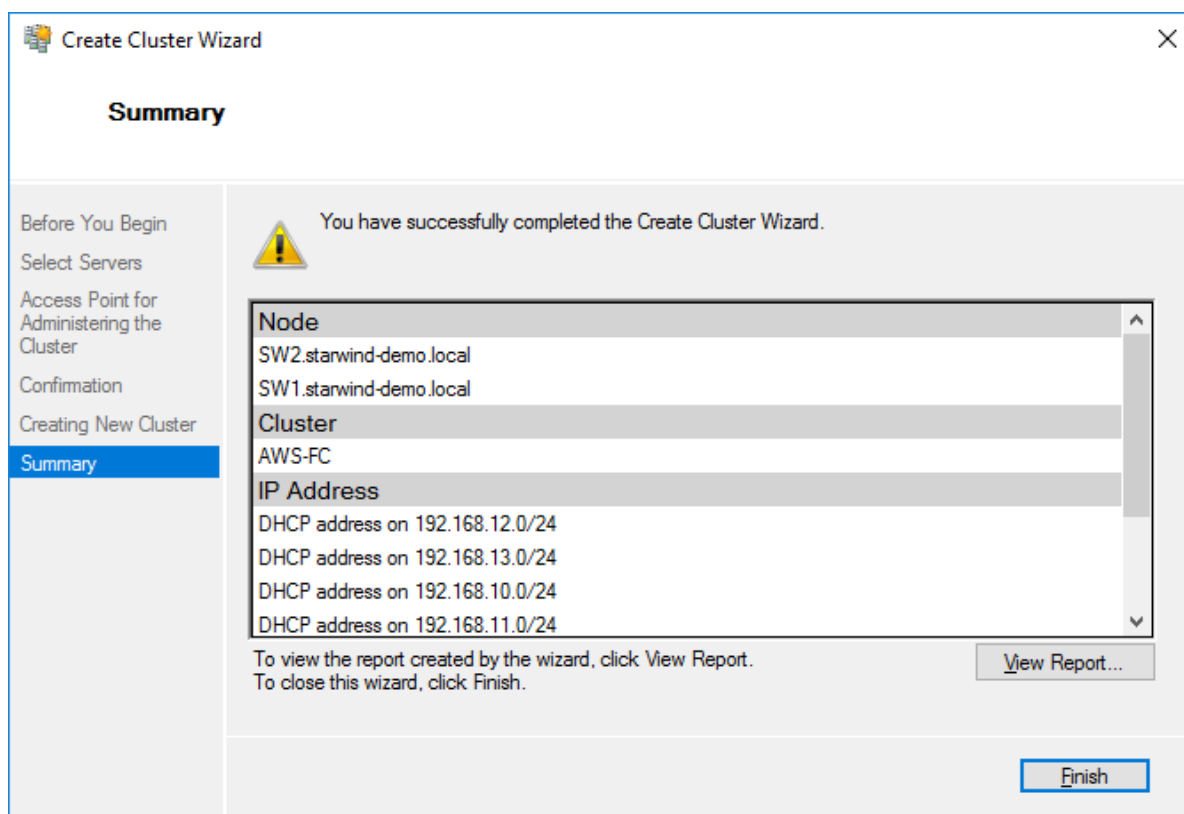 Create Cluster Wizard
Summary
Before You Begin
Select Servers
Access Point for
Administering the
Cluster
Confirmation
Creating New Cluster
Summary
You have successfully completed the Create Cluster Wizard.
Node
SW2.starwind-demo.local
SW1.starwind-demo.local
Cluster
AWS-FC
IP Address
DHCP address on 192.168.12.0/24
DHCP address on 192.168.13.0/24
DHCP address on 192.168.10.0/24
DHCP address on 192.168.11.0/24
To view the report created by the wizard, click View Report.
To close this wizard, click Finish.
View Report...
Finish